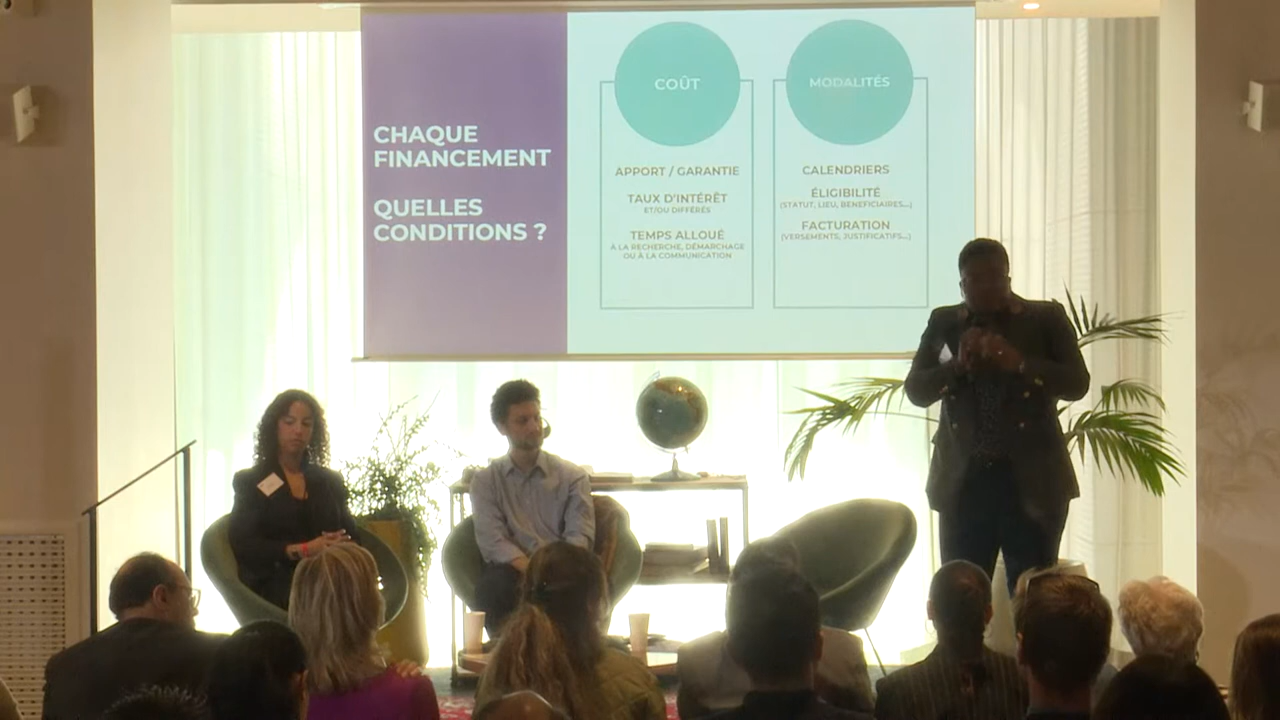 CHAQUE
FINANCEMENT
QUELLES
CONDITIONS ?
COÛT
APPORT / GARANTIE
TAUX D'INTÉRÊT
ET/OU DIFFÉRÉS
TEMPS ALLOUÉ
À LA RECHERCHE, DÉMARCHAGE
OU À LA COMMUNICATION
MODALITÉS
CALENDRIERS
ÉLIGIBILITÉ
(STATUT, LIEU, BENEFICIAIRES...)
FACTURATION
(VERSEMENTS, JUSTIFICATIFS...)